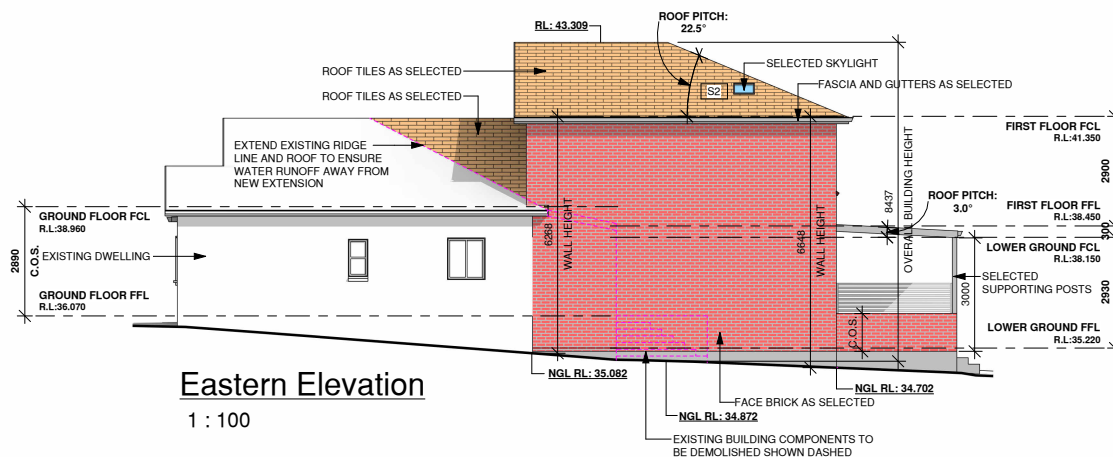 RL: 43.309
ROOF PITCH:
22.5°
ROOF TILES AS SELECTED
SELECTED SKYLIGHT
S2
FASCIA AND GUTTERS AS SELECTED
ROOF TILES AS SELECTED
EXTEND EXISTING RIDGE
LINE AND ROOF TO ENSURE
WATER RUNOFF AWAY FROM
NEW EXTENSION
FIRST FLOOR FCL
R.L:41.350
2900
FIRST FLOOR FFL
R.L:38.450
300
LOWER GROUND FCL
R.L:38.150
2930
LOWER GROUND FFL
R.L:35.220
ROOF PITCH:
3.0°
8437
OVERALL BUILDING HEIGHT
GROUND FLOOR FCL
R.L:38.960
2890
C.O.S.
EXISTING DWELLING
GROUND FLOOR FFL
R.L:36.070
6268
WALL HEIGHT
6648
WALL HEIGHT
SELECTED
SUPPORTING POSTS
3000
C.O.S.
NGL RL: 35.082
NGL RL: 34.702
FACE BRICK AS SELECTED
NGL RL: 34.872
EXISTING BUILDING COMPONENTS TO
BE DEMOLISHED SHOWN DASHED
Eastern Elevation
1 : 100